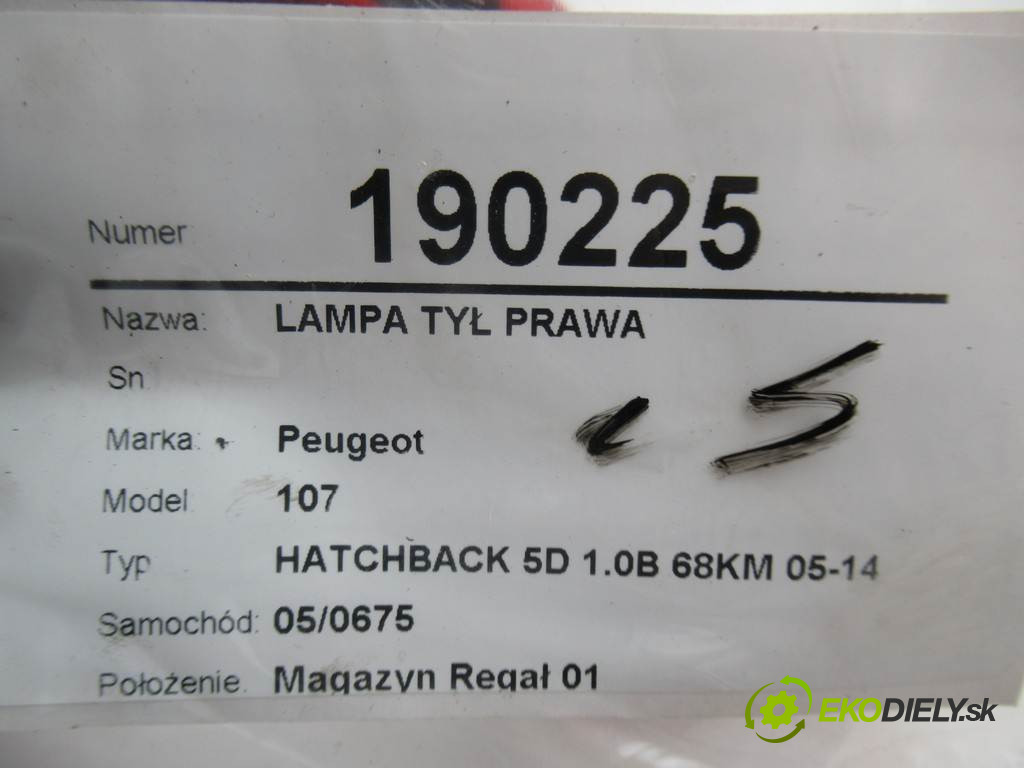 Numer 190225
Nazwa: LAMPA TYŁ PRAWA
Sn
Marka: Peugeot
Model 107
Typ HATCHBACK 5D 1.0B 68KM 05-14
Samochód: 05/0675
Położenie. Magazyn Regał 01
EKODIELY.sk